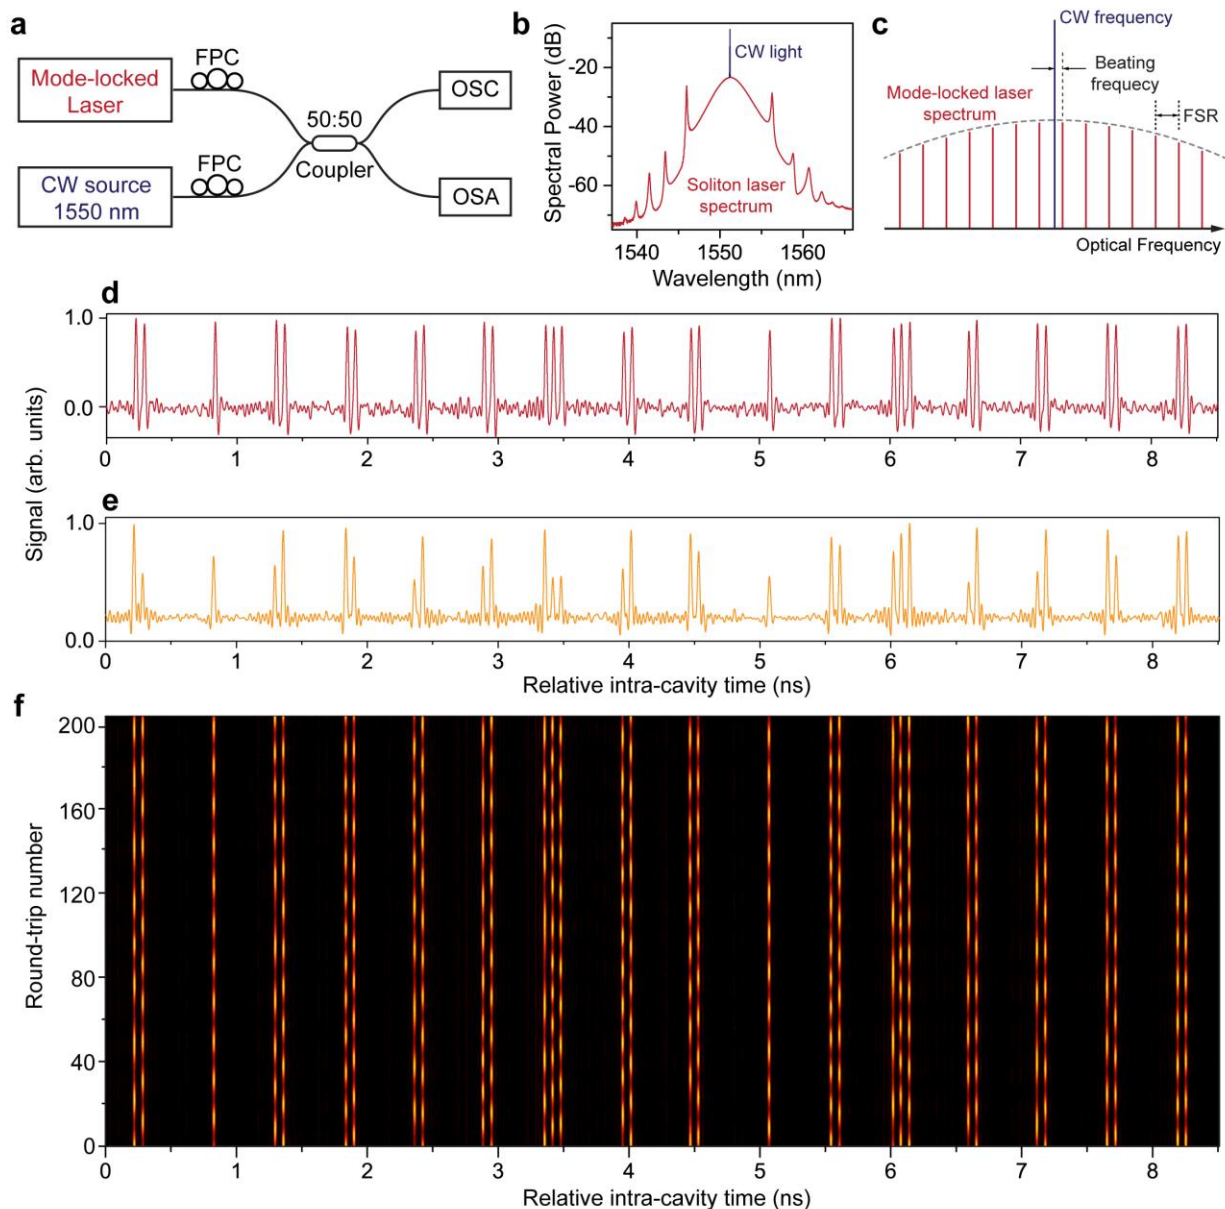 a
FPC
Mode-locked
Laser
OSC
50:50
Coupler
FPC
CW source
1550 nm
OSA
b
Spectral Power (dB)
-20
-40
-60
CW light
Soliton laser
spectrum
1540
1550
1560
Wavelength (nm)
c
CW frequency
Beating
frequecy
Mode-locked laser
spectrum
FSR
Optical Frequency
d
Signal (arb. units)
1.0
0.0
0 1 2 3 4 5 6 7 8
e
1.0
0.0
0 1 2 3 4 5 6 7 8
Relative intra-cavity time (ns)
f
Round-trip number
200
160
120
80
40
0
0 1 2 3 4 5 6 7 8
Relative intra-cavity time (ns)